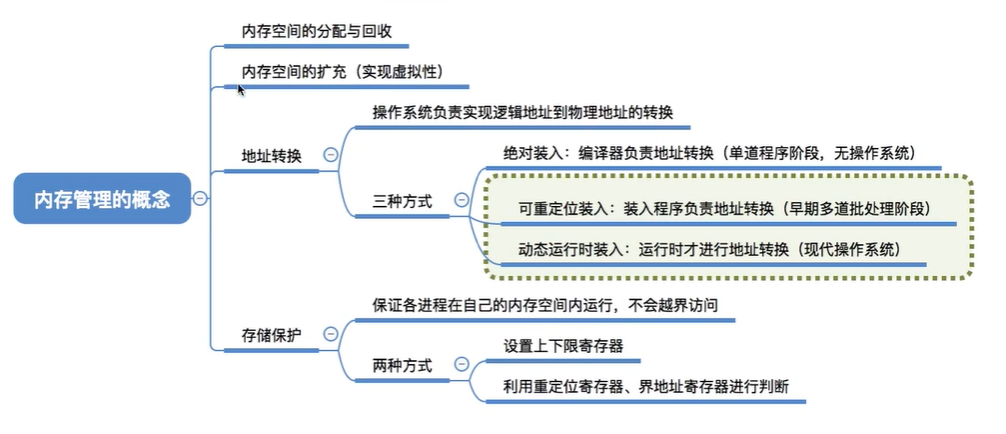 内存空间的分配与回收
内存空间的扩充（实现虚拟性）
操作系统负责实现逻辑地址到物理地址的转换
地址转换
绝对装入：编译器负责地址转换（单道程序阶段，无操作系统）
三种方式
可重定位装入：装入程序负责地址转换（早期多道批处理阶段）
动态运行时装入：运行时才进行地址转换（现代操作系统）
内存管理的概念
保证各进程在自己的内存空间内运行，不会越界访问
存储保护
设置上下限寄存器
两种方式
利用重定位寄存器、界地址寄存器进行判断